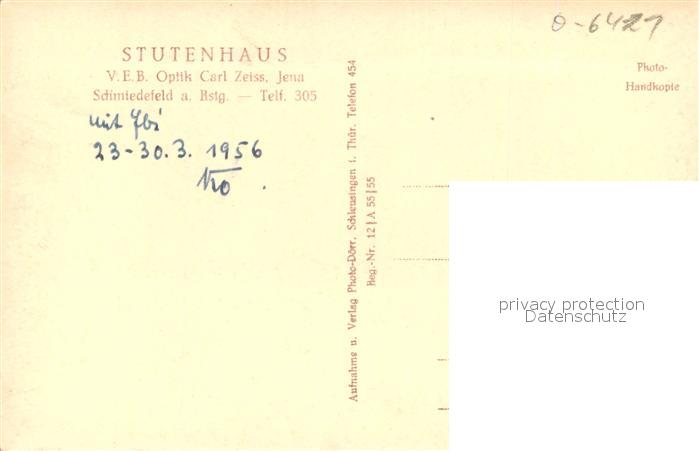 STUTENHAUS
V.E.B. Optik Carl Zeiss, Jena
Schmiedefeld a. Rstg. — Telf. 305
mit
23-30.3. 1956
Aufnahme u. Verlag Photo-Dörr, Schleusingen i. Thür. Telefon 454
Reg.-Nr. 12|A 55|55
0-6427
Photo-
Handkopie
privacy protection
Datenschutz